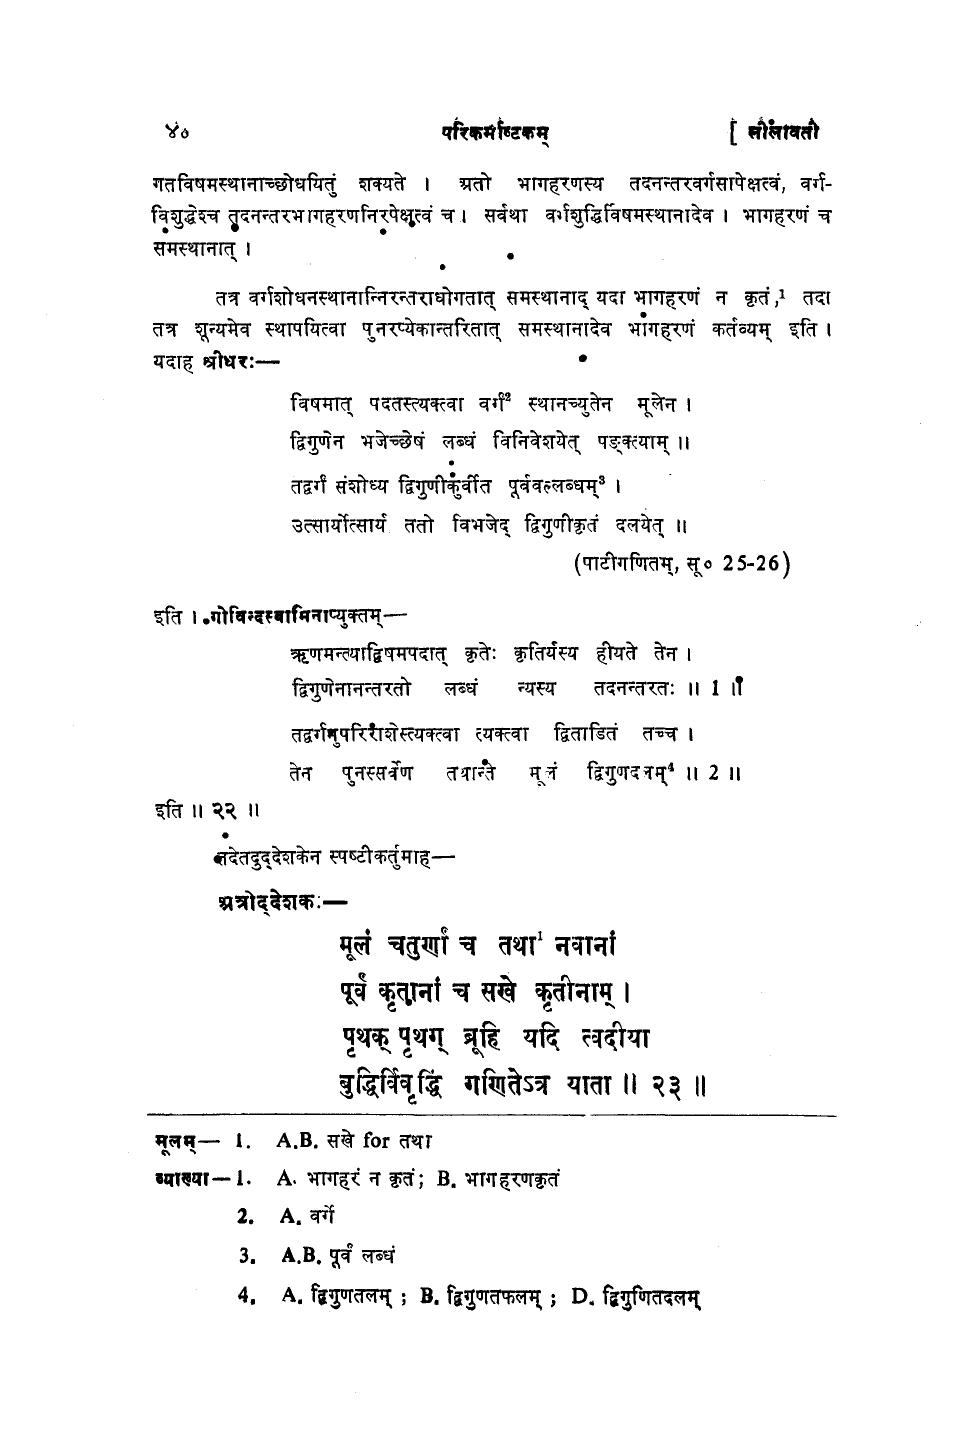 ४० परिकर्माष्टकम् [ लीलावती
गतविषमस्थानाच्छोधयितुं शक्यते । अतो भागहरणस्य तदनन्तरवर्गसापेक्षत्वं, वर्ग-
विशुद्धेश्च तदनन्तरभागहरणनिरपेक्षत्वं च । सर्वथा वर्गशुद्धिर्विषमस्थानादेव । भागहरणं च
समस्थानात् ।
तत्र वर्गशोधनस्थानान्निरन्तराधोगतात् समस्थानाद् यदा भागहरणं न कृतं,¹ तदा
तत्र शून्यमेव स्थापयित्वा पुनरप्येकान्तरितात् समस्थानादेव भागहरणं कर्तव्यम् इति ।
यदाह श्रीधरः—
विषमात् पदतस्त्यक्त्वा वर्गं² स्थानच्युतेन मूलेन ।
द्विगुणेन भजेच्छेषं लब्धं विनिवेशयेत् पङ्क्त्याम् ॥
तद्वर्गं संशोध्य द्विगुणीकुर्वीत पूर्ववल्लब्धम्³ ।
उत्सार्योत्सार्य ततो विभजेद् द्विगुणीकृतं दलयेत् ॥
(पाटीगणितम्, सू० 25-26)
इति । गोविन्दस्वामिनाप्युक्तम्—
ऋणमन्त्याद्विषमपदात् कृतेः कृतिर्यस्य हीयते तेन ।
द्विगुणेनानन्तरतो लब्धं न्यस्य तदनन्तरतः ॥ 1 ॥
तद्वर्गमुपरिराशेस्त्यक्त्वा त्यक्त्वा द्विताडितं तच्च ।
तेन पुनस्सर्वेण तथान्ते मूलं द्विगुणदलम्⁴ ॥ 2 ॥
इति ॥ २२ ॥
तदेतदुद्देशकेन स्पष्टीकर्तुमाह—
अत्रोद्देशकः—
मूलं चतुर्णां च तथा¹ नवानां
पूर्वं कृतानां च सखे कृतीनाम् ।
पृथक् पृथग् ब्रूहि यदि त्वदीया
बुद्धिर्विवृद्धिं गणितेऽत्र याता ॥ २३ ॥
मूलम्— 1. A.B. सखे for तथा
व्याख्या—1. A. भागहरं न कृतं; B. भागहरणकृतं
2. A. वर्गे
3. A.B. पूर्वं लब्धं
4. A. द्विगुणतलम् ; B. द्विगुणतफलम् ; D. द्विगुणितदलम्